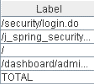 Label
/security/login.do
/j_spring_security...
/
/dashboard/admi...
TOTAL